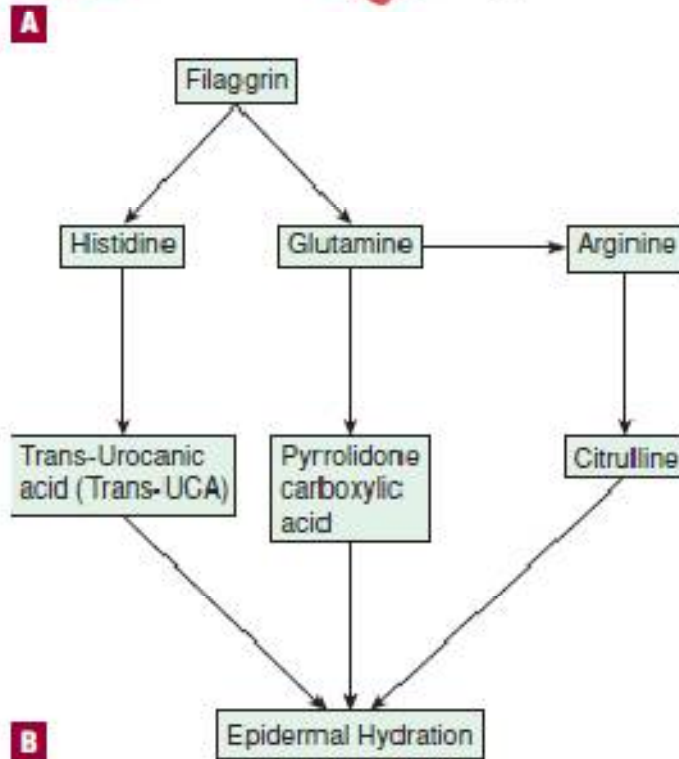 A
Filaggrin
Histidine
Glutamine
Arginine
Trans-Urocanic
acid (Trans-UCA)
Pyrrolidone
carboxylic
acid
Citrulline
B
Epidermal Hydration